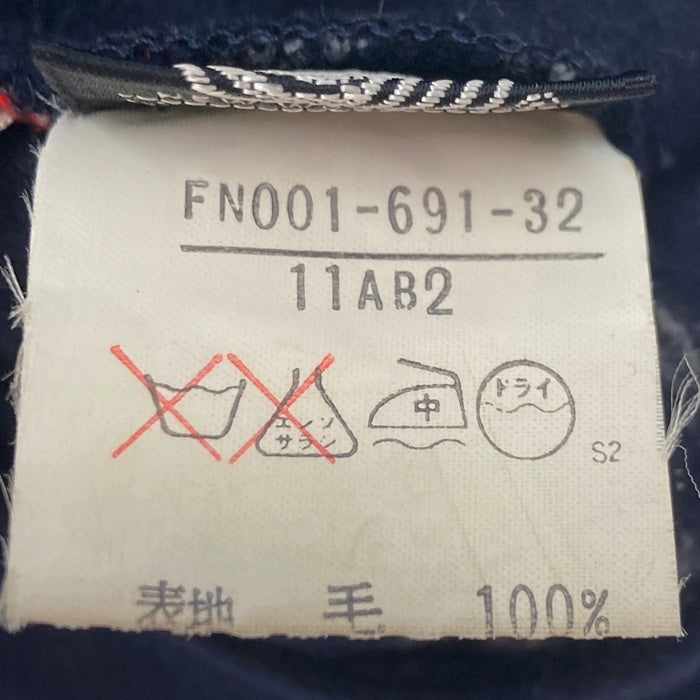 FN001-691-32
11AB2
エンソ
サラシ
中
ドライ
S2
表地 毛 100%